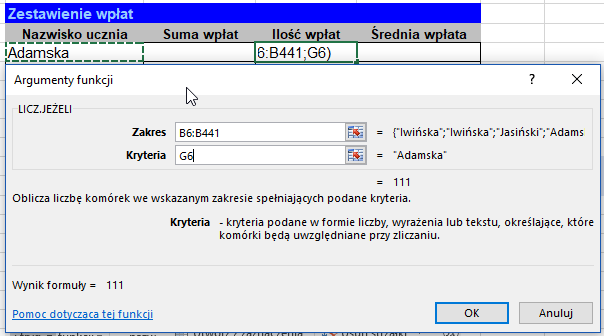 Zestawienie wpłat
Nazwisko ucznia Suma wpłat Ilość wpłat Średnia wpłata
Adamska 6:B441;G6)
Argumenty funkcji ?
LICZ.JEŻELI
Zakres B6:B441 = {"Iwińska";"Iwińska";"Jasiński";"Adams
Kryteria G6 = "Adamska"
= 111
Oblicza liczbę komórek we wskazanym zakresie spełniających podane kryteria.
Kryteria - kryteria podane w formie liczby, wyrażenia lub tekstu, określające, które
komórki będą uwzględniane przy zliczaniu.
Wynik formuły = 111
Pomoc dotycząca tej funkcji OK Anuluj